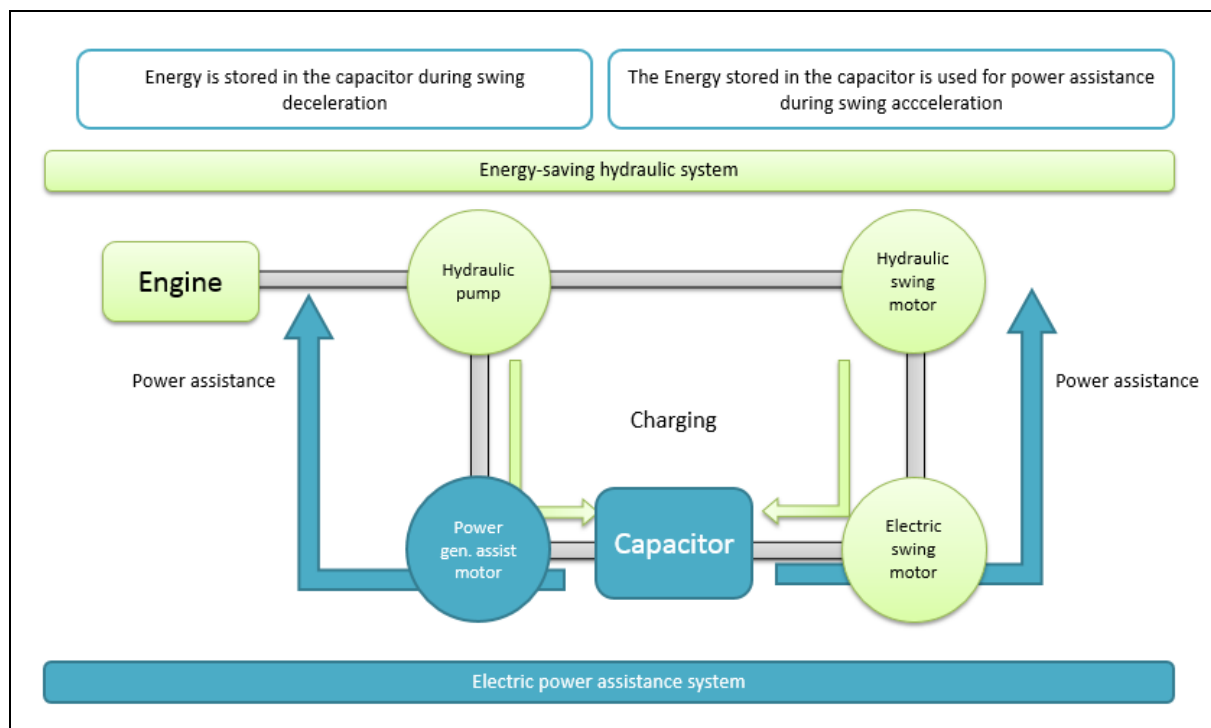 Energy is stored in the capacitor during swing
deceleration
The Energy stored in the capacitor is used for power assistance
during swing accceleration
Energy-saving hydraulic system
Engine
Hydraulic
pump
Hydraulic
swing
motor
Power assistance
Power assistance
Charging
Power
gen. assist
motor
Capacitor
Electric
swing
motor
Electric power assistance system